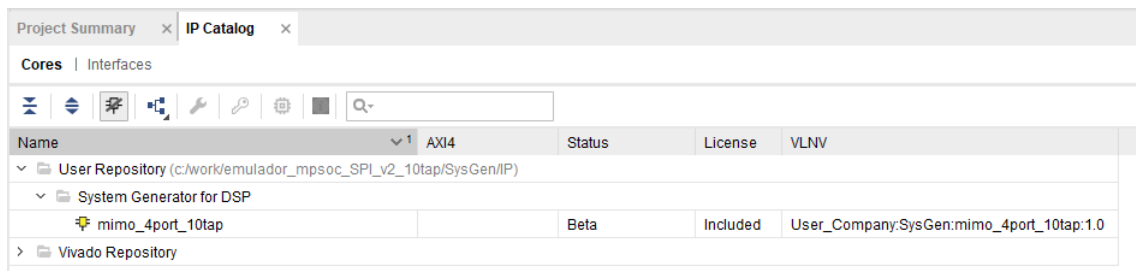 Project Summary × IP Catalog ×
Cores | Interfaces
Q
Name 1 AXI4 Status License VLNV
User Repository (c:/work/emulador_mpsoc_SPI_v2_10tap/SysGen/IP)
System Generator for DSP
mimo_4port_10tap Beta Included User_Company:SysGen:mimo_4port_10tap:1.0
Vivado Repository